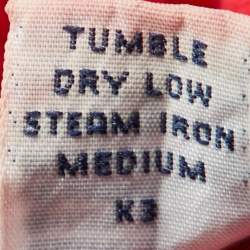 TUMBLE
DRY LOW
STEAM IRON
MEDIUM
K3